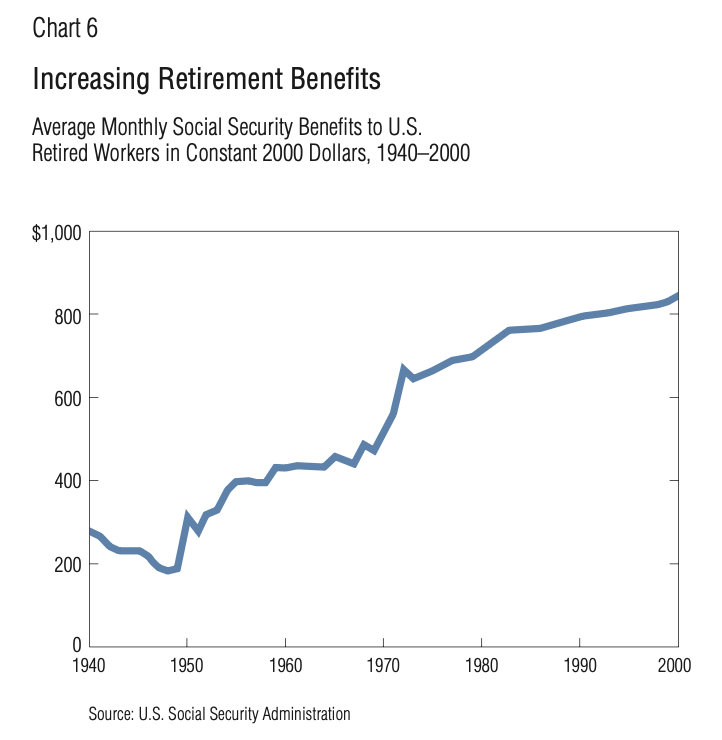 Chart 6
Increasing Retirement Benefits
Average Monthly Social Security Benefits to U.S.
Retired Workers in Constant 2000 Dollars, 1940–2000
$1,000
800
600
400
200
0
1940 1950 1960 1970 1980 1990 2000
Source: U.S. Social Security Administration